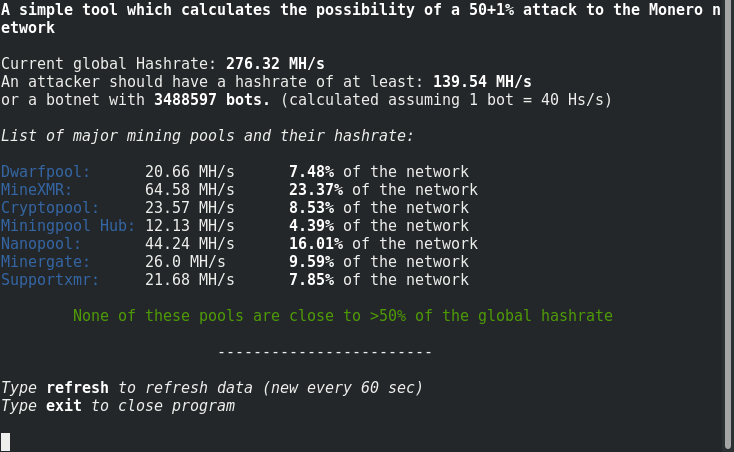 A simple tool which calculates the possibility of a 50+1% attack to the Monero n
etwork
Current global Hashrate: 276.32 MH/s
An attacker should have a hashrate of at least: 139.54 MH/s
or a botnet with 3488597 bots. (calculated assuming 1 bot = 40 Hs/s)
List of major mining pools and their hashrate:
Dwarfpool: 20.66 MH/s 7.48% of the network
MineXMR: 64.58 MH/s 23.37% of the network
Cryptopool: 23.57 MH/s 8.53% of the network
Miningpool Hub: 12.13 MH/s 4.39% of the network
Nanopool: 44.24 MH/s 16.01% of the network
Minergate: 26.0 MH/s 9.59% of the network
Supportxmr: 21.68 MH/s 7.85% of the network
None of these pools are close to >50% of the global hashrate
------------------------
Type refresh to refresh data (new every 60 sec)
Type exit to close program